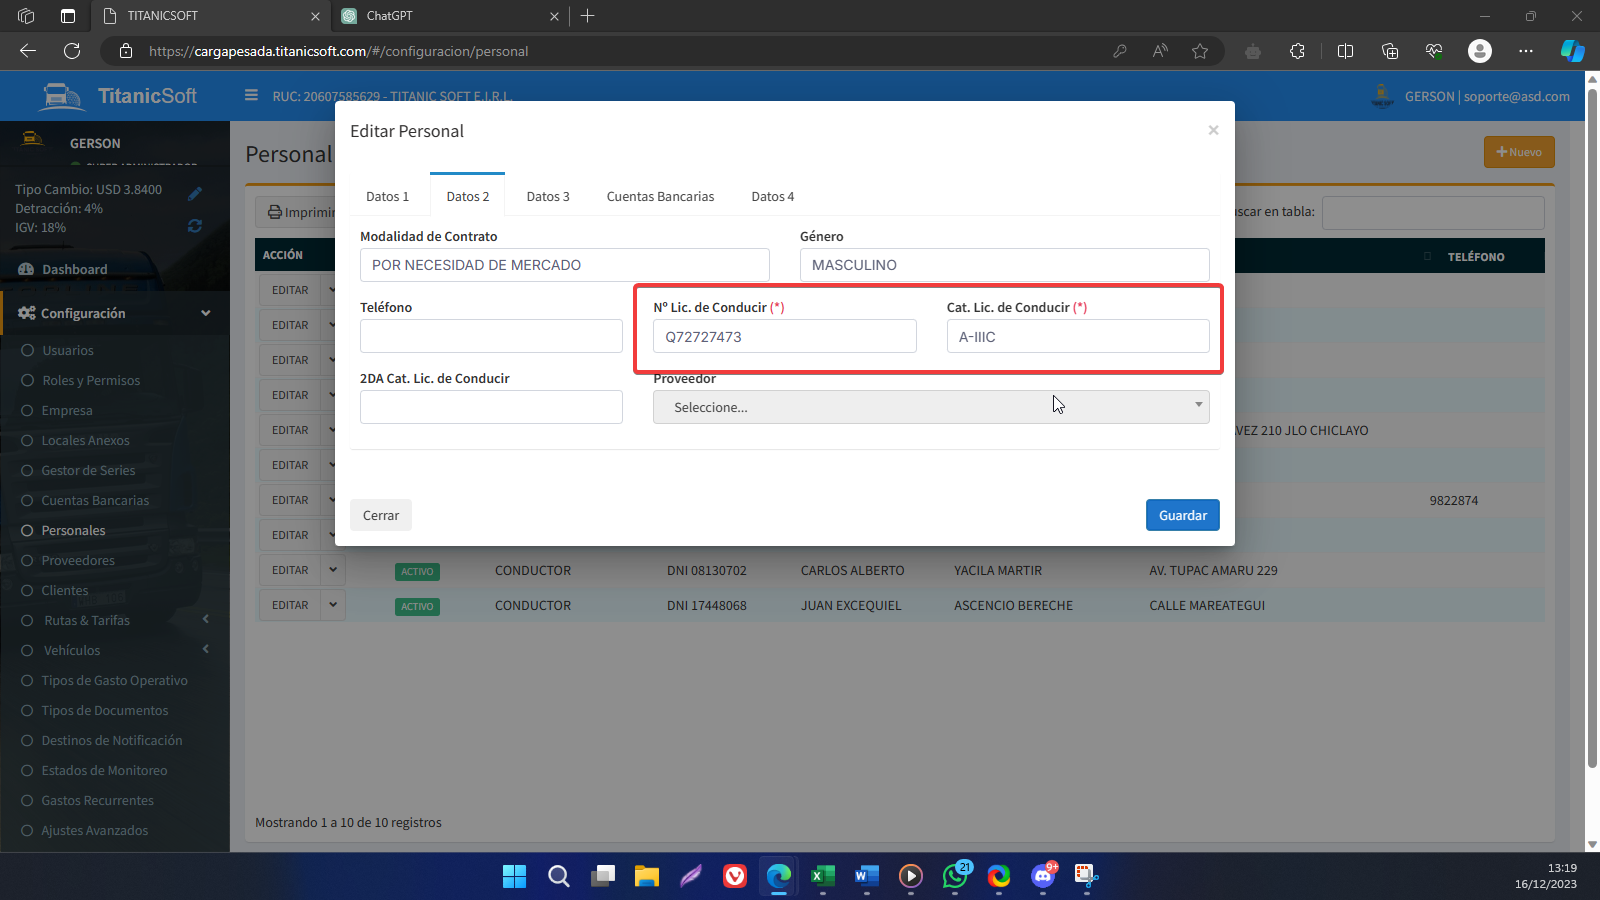 TITANICSOFT
ChatGPT
https://cargapesada.titanicsoft.com/#/configuracion/personal
TitanicSoft
RUC: 20607585629 - TITANIC SOFT E.I.R.L.
GERSON | soporte@asd.com
GERSON
Tipo Cambio: USD 3.8400
Detracción: 4%
IGV: 18%
Dashboard
Configuración
Usuarios
Roles y Permisos
Empresa
Locales Anexos
Gestor de Series
Cuentas Bancarias
Personales
Proveedores
Clientes
Rutas & Tarifas
Vehículos
Tipos de Gasto Operativo
Tipos de Documentos
Destinos de Notificación
Estados de Monitoreo
Gastos Recurrentes
Ajustes Avanzados
Personal
Nuevo
Imprimir
uscar en tabla:
ACCIÓN
TELÉFONO
EDITAR
EDITAR
EDITAR
EDITAR
EDITAR
VEZ 210 JLO CHICLAYO
EDITAR
EDITAR
9822874
EDITAR
EDITAR ACTIVO CONDUCTOR DNI 08130702 CARLOS ALBERTO YACILA MARTIR AV. TUPAC AMARU 229
EDITAR ACTIVO CONDUCTOR DNI 17448068 JUAN EXCEQUIEL ASCENCIO BERECHE CALLE MAREATEGUI
Mostrando 1 a 10 de 10 registros
Editar Personal
×
Datos 1 Datos 2 Datos 3 Cuentas Bancarias Datos 4
Modalidad de Contrato
POR NECESIDAD DE MERCADO
Género
MASCULINO
Teléfono
Nº Lic. de Conducir (*)
Q72727473
Cat. Lic. de Conducir (*)
A-IIIC
2DA Cat. Lic. de Conducir
Proveedor
Seleccione...
Cerrar
Guardar
21
9+
13:19
16/12/2023